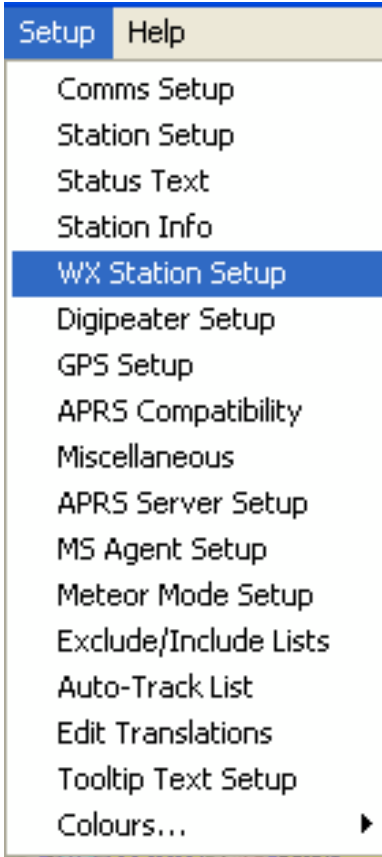 Setup Help
Comms Setup
Station Setup
Status Text
Station Info
WX Station Setup
Digipeater Setup
GPS Setup
APRS Compatibility
Miscellaneous
APRS Server Setup
MS Agent Setup
Meteor Mode Setup
Exclude/Include Lists
Auto-Track List
Edit Translations
Tooltip Text Setup
Colours...